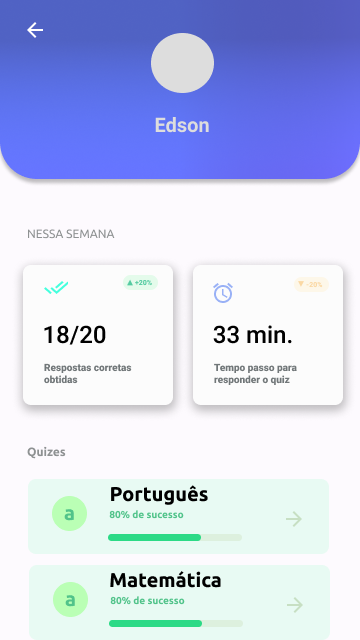 Edson
NESSA SEMANA
+20%
-20%
18/20
33 min.
Respostas corretas
obtidas
Tempo passo para
responder o quiz
Quizes
a
Português
80% de sucesso
a
Matemática
80% de sucesso